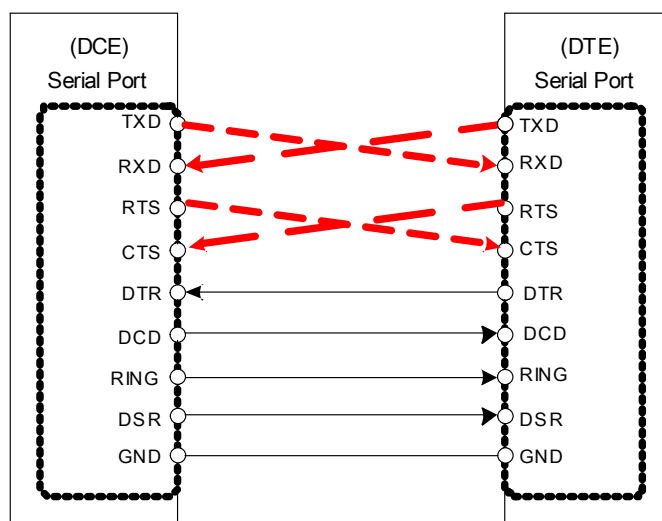 (DCE)
Serial Port
TXD
RXD
RTS
CTS
DTR
DCD
RING
DSR
GND
(DTE)
Serial Port
TXD
RXD
RTS
CTS
DTR
DCD
RING
DSR
GND